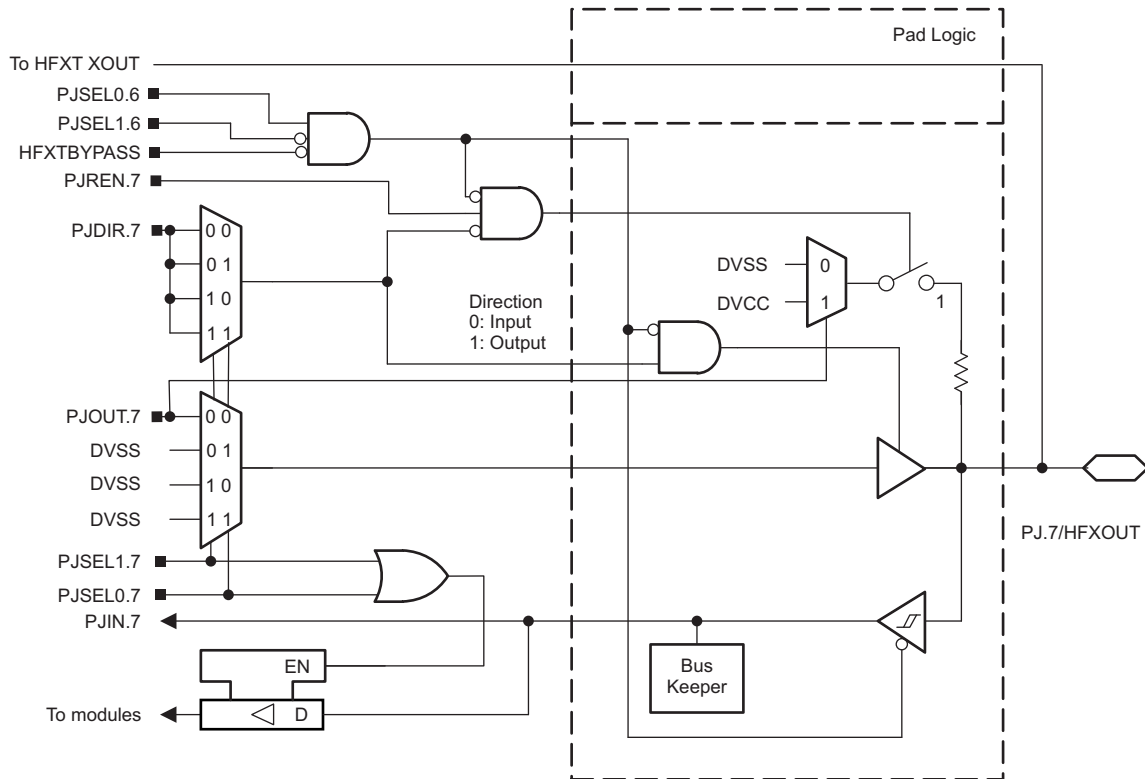 Pad Logic
To HFXT XOUT
PJSEL0.6
PJSEL1.6
HFXTBYPASS
PJREN.7
PJDIR.7
0 0
0 1
1 0
1 1
Direction
0: Input
1: Output
DVSS
0
DVCC
1
1
PJOUT.7
0 0
DVSS
0 1
DVSS
1 0
DVSS
1 1
PJ.7/HFXOUT
PJSEL1.7
PJSEL0.7
PJIN.7
Bus
Keeper
EN
To modules
D